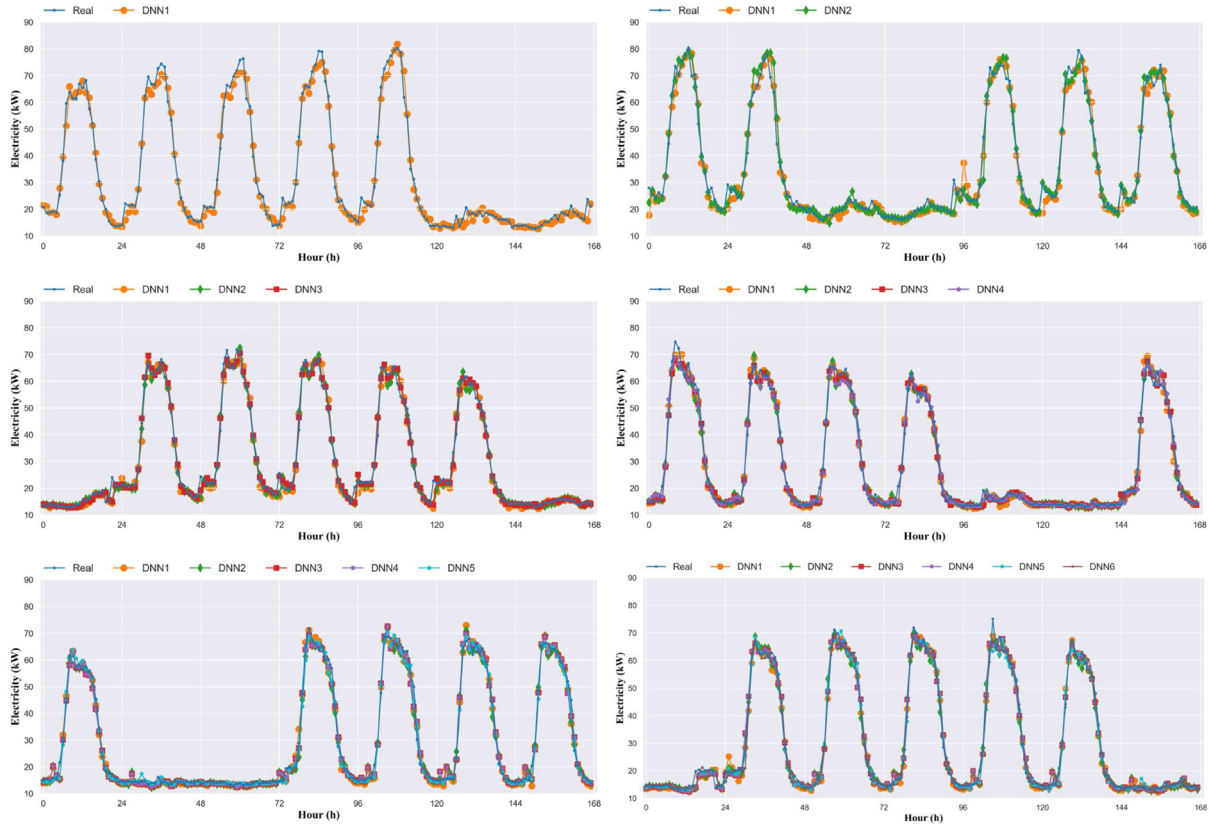 Real DNN1
Electricity (kW)
90
80
70
60
50
40
30
20
10
0 24 48 72 96 120 144 168
Hour (h)
Real DNN1 DNN2
Electricity (kW)
90
80
70
60
50
40
30
20
10
0 24 48 72 96 120 144 168
Hour (h)
Real DNN1 DNN2 DNN3
Electricity (kW)
90
80
70
60
50
40
30
20
10
0 24 48 72 96 120 144 168
Hour (h)
Real DNN1 DNN2 DNN3 DNN4
Electricity (kW)
90
80
70
60
50
40
30
20
10
0 24 48 72 96 120 144 168
Hour (h)
Real DNN1 DNN2 DNN3 DNN4 DNN5
Electricity (kW)
90
80
70
60
50
40
30
20
10
0 24 48 72 96 120 144 168
Hour (h)
Real DNN1 DNN2 DNN3 DNN4 DNN5 DNN6
Electricity (kW)
90
80
70
60
50
40
30
20
10
0 24 48 72 96 120 144 168
Hour (h)